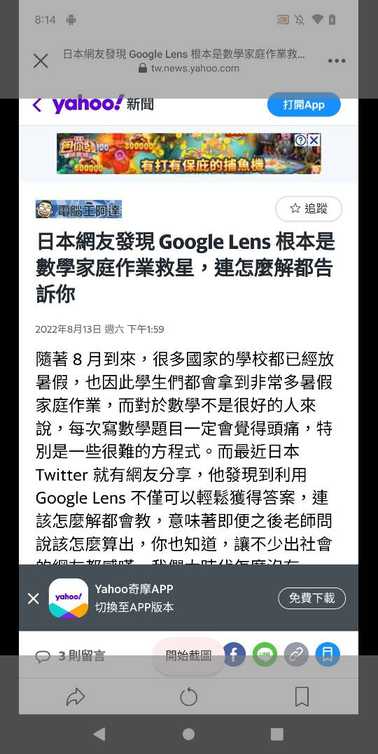 8:14
日本網友發現 Google Lens 根本是數學家庭作業救...
tw.news.yahoo.com
yahoo! 新聞
打開App
100
300000
600000
500000
有打有保庇的捕魚機
電腦王阿達
追蹤
日本網友發現 Google Lens 根本是
數學家庭作業救星，連怎麼解都告
訴你
2022年8月13日 週六 下午1:59
隨著 8 月到來，很多國家的學校都已經放
暑假，也因此學生們都會拿到非常多暑假
家庭作業，而對於數學不是很好的人來
說，每次寫數學題目一定會覺得頭痛，特
別是一些很難的方程式。而最近日本
Twitter 就有網友分享，他發現到利用
Google Lens 不僅可以輕鬆獲得答案，連
該怎麼解都會教，意味著即便之後老師問
說該怎麼算出，你也知道，讓不少出社會
yahoo!
Yahoo奇摩APP
切換至APP版本
免費下載
3 則留言
開始截圖